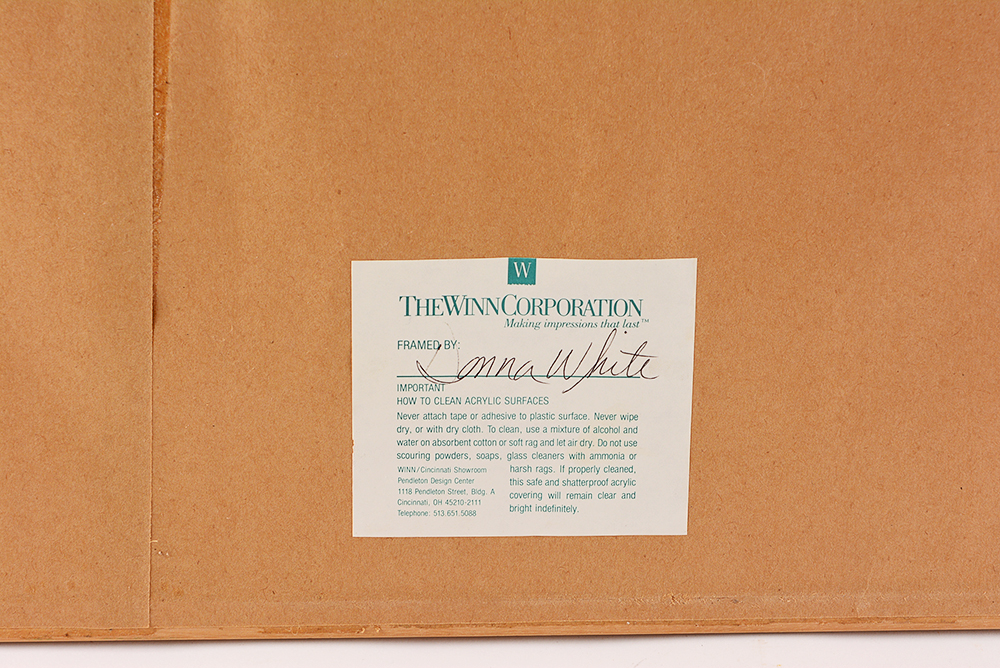 W
THE WINN CORPORATION
Making impressions that last™
FRAMED BY: Donna White
IMPORTANT
HOW TO CLEAN ACRYLIC SURFACES
Never attach tape or adhesive to plastic surface. Never wipe
dry, or with dry cloth. To clean, use a mixture of alcohol and
water on absorbent cotton or soft rag and let air dry. Do not use
scouring powders, soaps, glass cleaners with ammonia or
harsh rags. If properly cleaned,
this safe and shatterproof acrylic
covering will remain clear and
bright indefinitely.
WINN/Cincinnati Showroom
Pendleton Design Center
1118 Pendleton Street, Bldg. A
Cincinnati, OH 45210-2111
Telephone: 513.651.5088